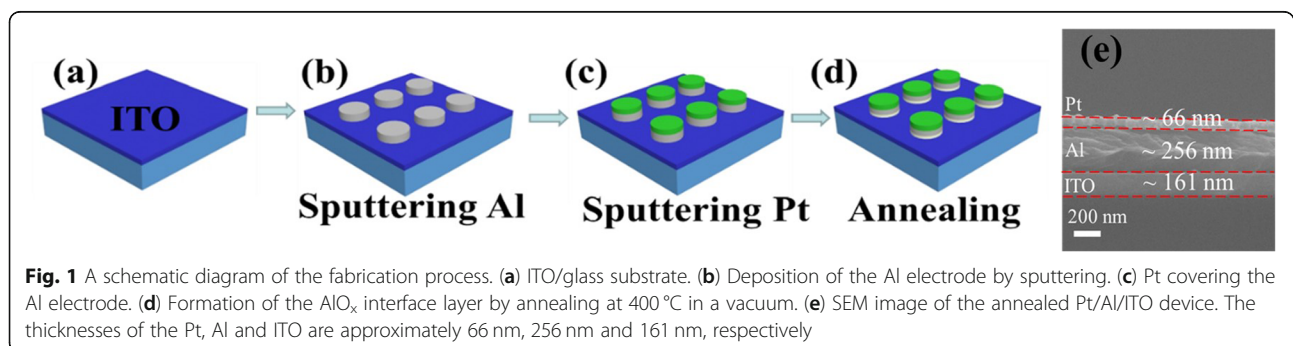 (a)
ITO
(b)
Sputtering Al
(c)
Sputtering Pt
(d)
Annealing
(e)
Pt
~ 66 nm
Al
~ 256 nm
ITO
~ 161 nm
200 nm
Fig. 1 A schematic diagram of the fabrication process. (a) ITO/glass substrate. (b) Deposition of the Al electrode by sputtering. (c) Pt covering the
Al electrode. (d) Formation of the AlOₓ interface layer by annealing at 400 °C in a vacuum. (e) SEM image of the annealed Pt/Al/ITO device. The
thicknesses of the Pt, Al and ITO are approximately 66 nm, 256 nm and 161 nm, respectively